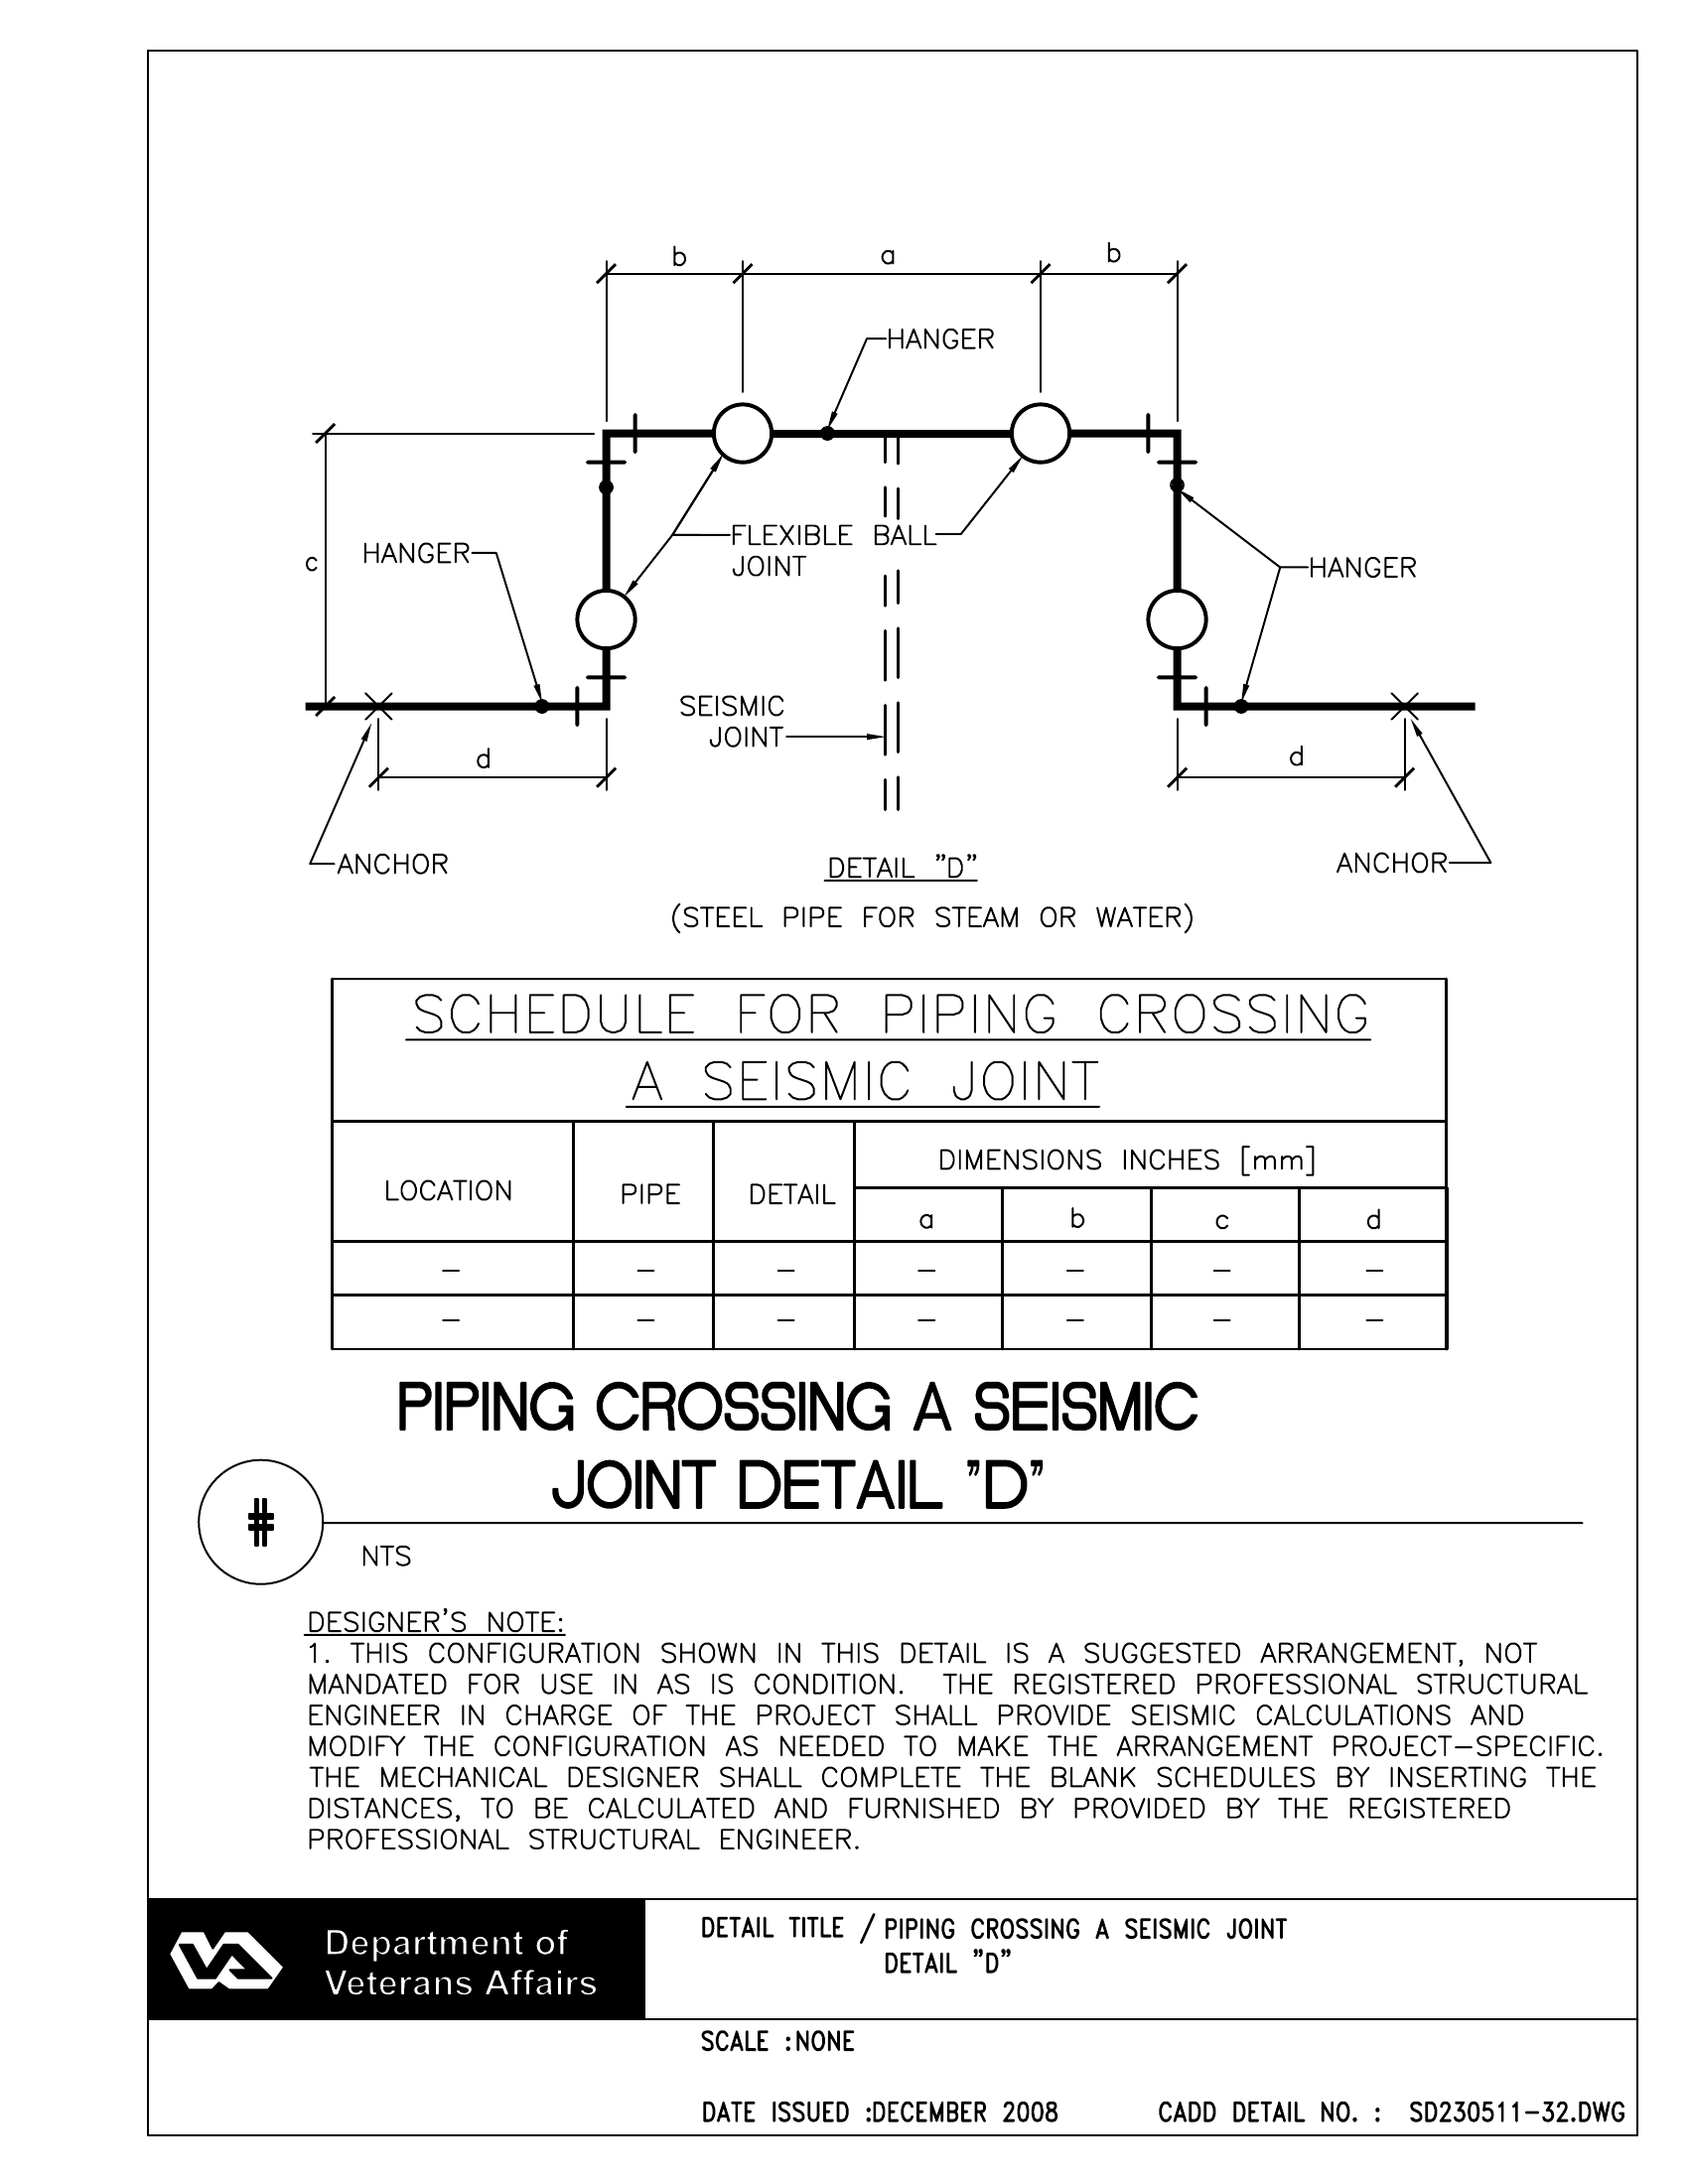 b
a
b
HANGER
c
HANGER
FLEXIBLE BALL
JOINT
HANGER
SEISMIC
JOINT
d
d
ANCHOR
ANCHOR
DETAIL "D"
(STEEL PIPE FOR STEAM OR WATER)
SCHEDULE FOR PIPING CROSSING
A SEISMIC JOINT
LOCATION PIPE DETAIL DIMENSIONS INCHES [mm]
a b c d
– – – – – – –
– – – – – – –
PIPING CROSSING A SEISMIC
JOINT DETAIL "D"
#
NTS
DESIGNER'S NOTE:
1. THIS CONFIGURATION SHOWN IN THIS DETAIL IS A SUGGESTED ARRANGEMENT, NOT
MANDATED FOR USE IN AS IS CONDITION. THE REGISTERED PROFESSIONAL STRUCTURAL
ENGINEER IN CHARGE OF THE PROJECT SHALL PROVIDE SEISMIC CALCULATIONS AND
MODIFY THE CONFIGURATION AS NEEDED TO MAKE THE ARRANGEMENT PROJECT–SPECIFIC.
THE MECHANICAL DESIGNER SHALL COMPLETE THE BLANK SCHEDULES BY INSERTING THE
DISTANCES, TO BE CALCULATED AND FURNISHED BY PROVIDED BY THE REGISTERED
PROFESSIONAL STRUCTURAL ENGINEER.
Department of
Veterans Affairs
DETAIL TITLE / PIPING CROSSING A SEISMIC JOINT
DETAIL "D"
SCALE :NONE
DATE ISSUED :DECEMBER 2008 CADD DETAIL NO. : SD230511-32.DWG